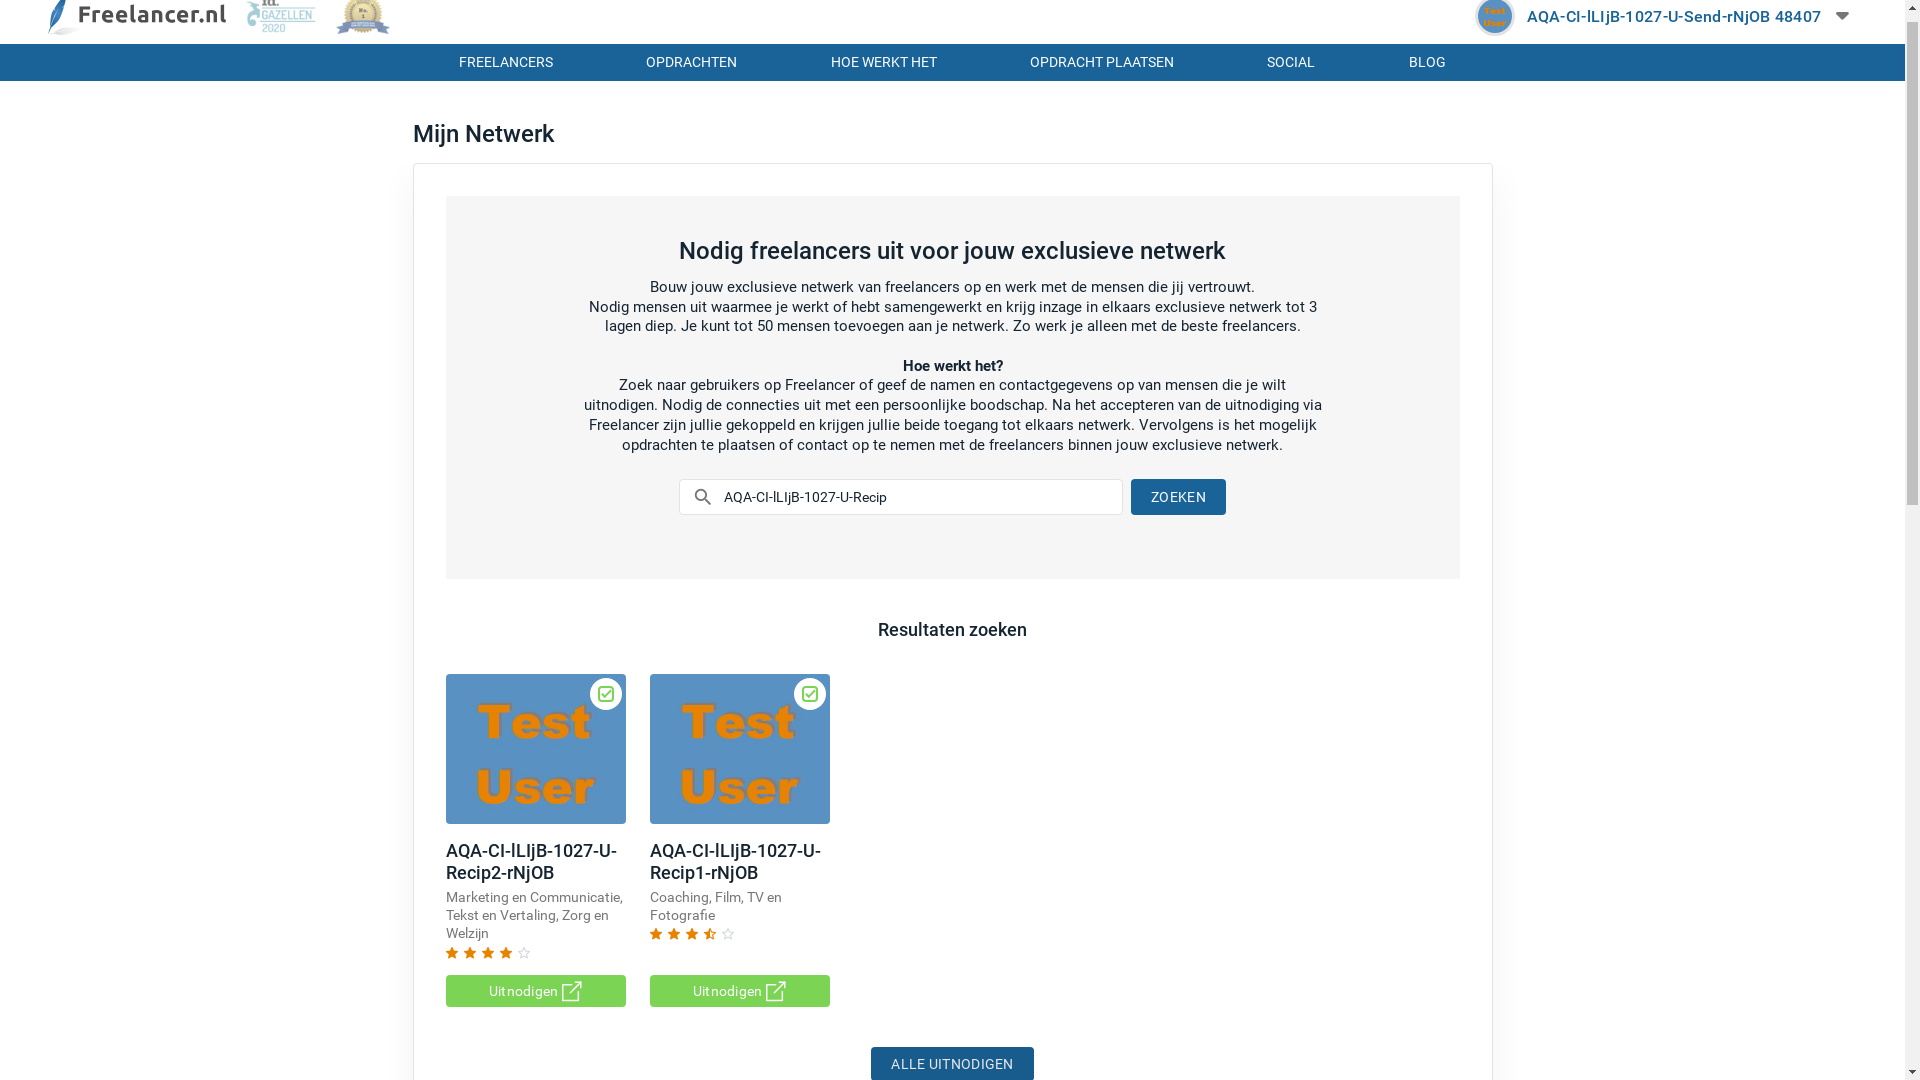 Freelancer.nl
GAZELLEN
2020
No.
1
Test
User
AQA-CI-lLIjB-1027-U-Send-rNjOB 48407
FREELANCERS
OPDRACHTEN
HOE WERKT HET
OPDRACHT PLAATSEN
SOCIAL
BLOG
Mijn Netwerk
Nodig freelancers uit voor jouw exclusieve netwerk
Bouw jouw exclusieve netwerk van freelancers op en werk met de mensen die jij vertrouwt.
Nodig mensen uit waarmee je werkt of hebt samengewerkt en krijg inzage in elkaars exclusieve netwerk tot 3
lagen diep. Je kunt tot 50 mensen toevoegen aan je netwerk. Zo werk je alleen met de beste freelancers.
Hoe werkt het?
Zoek naar gebruikers op Freelancer of geef de namen en contactgegevens op van mensen die je wilt
uitnodigen. Nodig de connecties uit met een persoonlijke boodschap. Na het accepteren van de uitnodiging via
Freelancer zijn jullie gekoppeld en krijgen jullie beide toegang tot elkaars netwerk. Vervolgens is het mogelijk
opdrachten te plaatsen of contact op te nemen met de freelancers binnen jouw exclusieve netwerk.
AQA-CI-lLIjB-1027-U-Recip
ZOEKEN
Resultaten zoeken
Test
User
AQA-CI-lLIjB-1027-U-
Recip2-rNjOB
Marketing en Communicatie,
Tekst en Vertaling, Zorg en
Welzijn
Uitnodigen
Test
User
AQA-CI-lLIjB-1027-U-
Recip1-rNjOB
Coaching, Film, TV en
Fotografie
Uitnodigen
ALLE UITNODIGEN